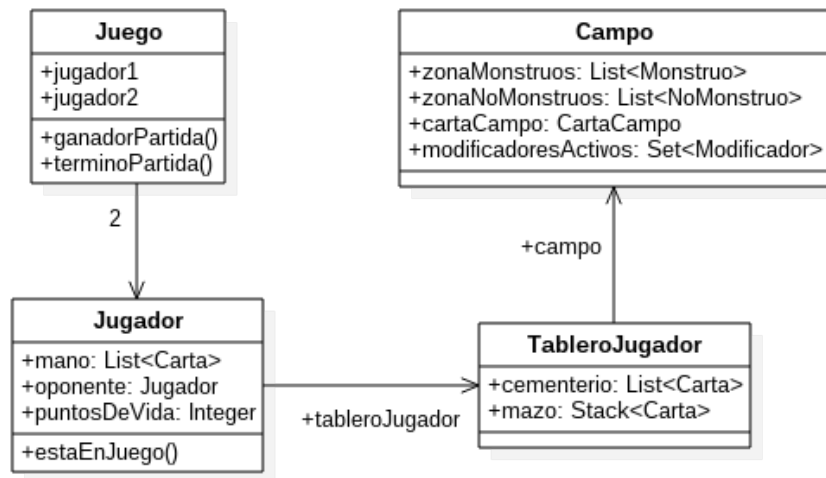 Juego
+jugador1
+jugador2
+ganadorPartida()
+terminoPartida()
Campo
+zonaMonstruos: List<Monstruo>
+zonaNoMonstruos: List<NoMonstruo>
+cartaCampo: CartaCampo
+modificadoresActivos: Set<Modificador>
2
+campo
Jugador
+mano: List<Carta>
+oponente: Jugador
+puntosDeVida: Integer
+estaEnJuego()
+tableroJugador
TableroJugador
+cementerio: List<Carta>
+mazo: Stack<Carta>